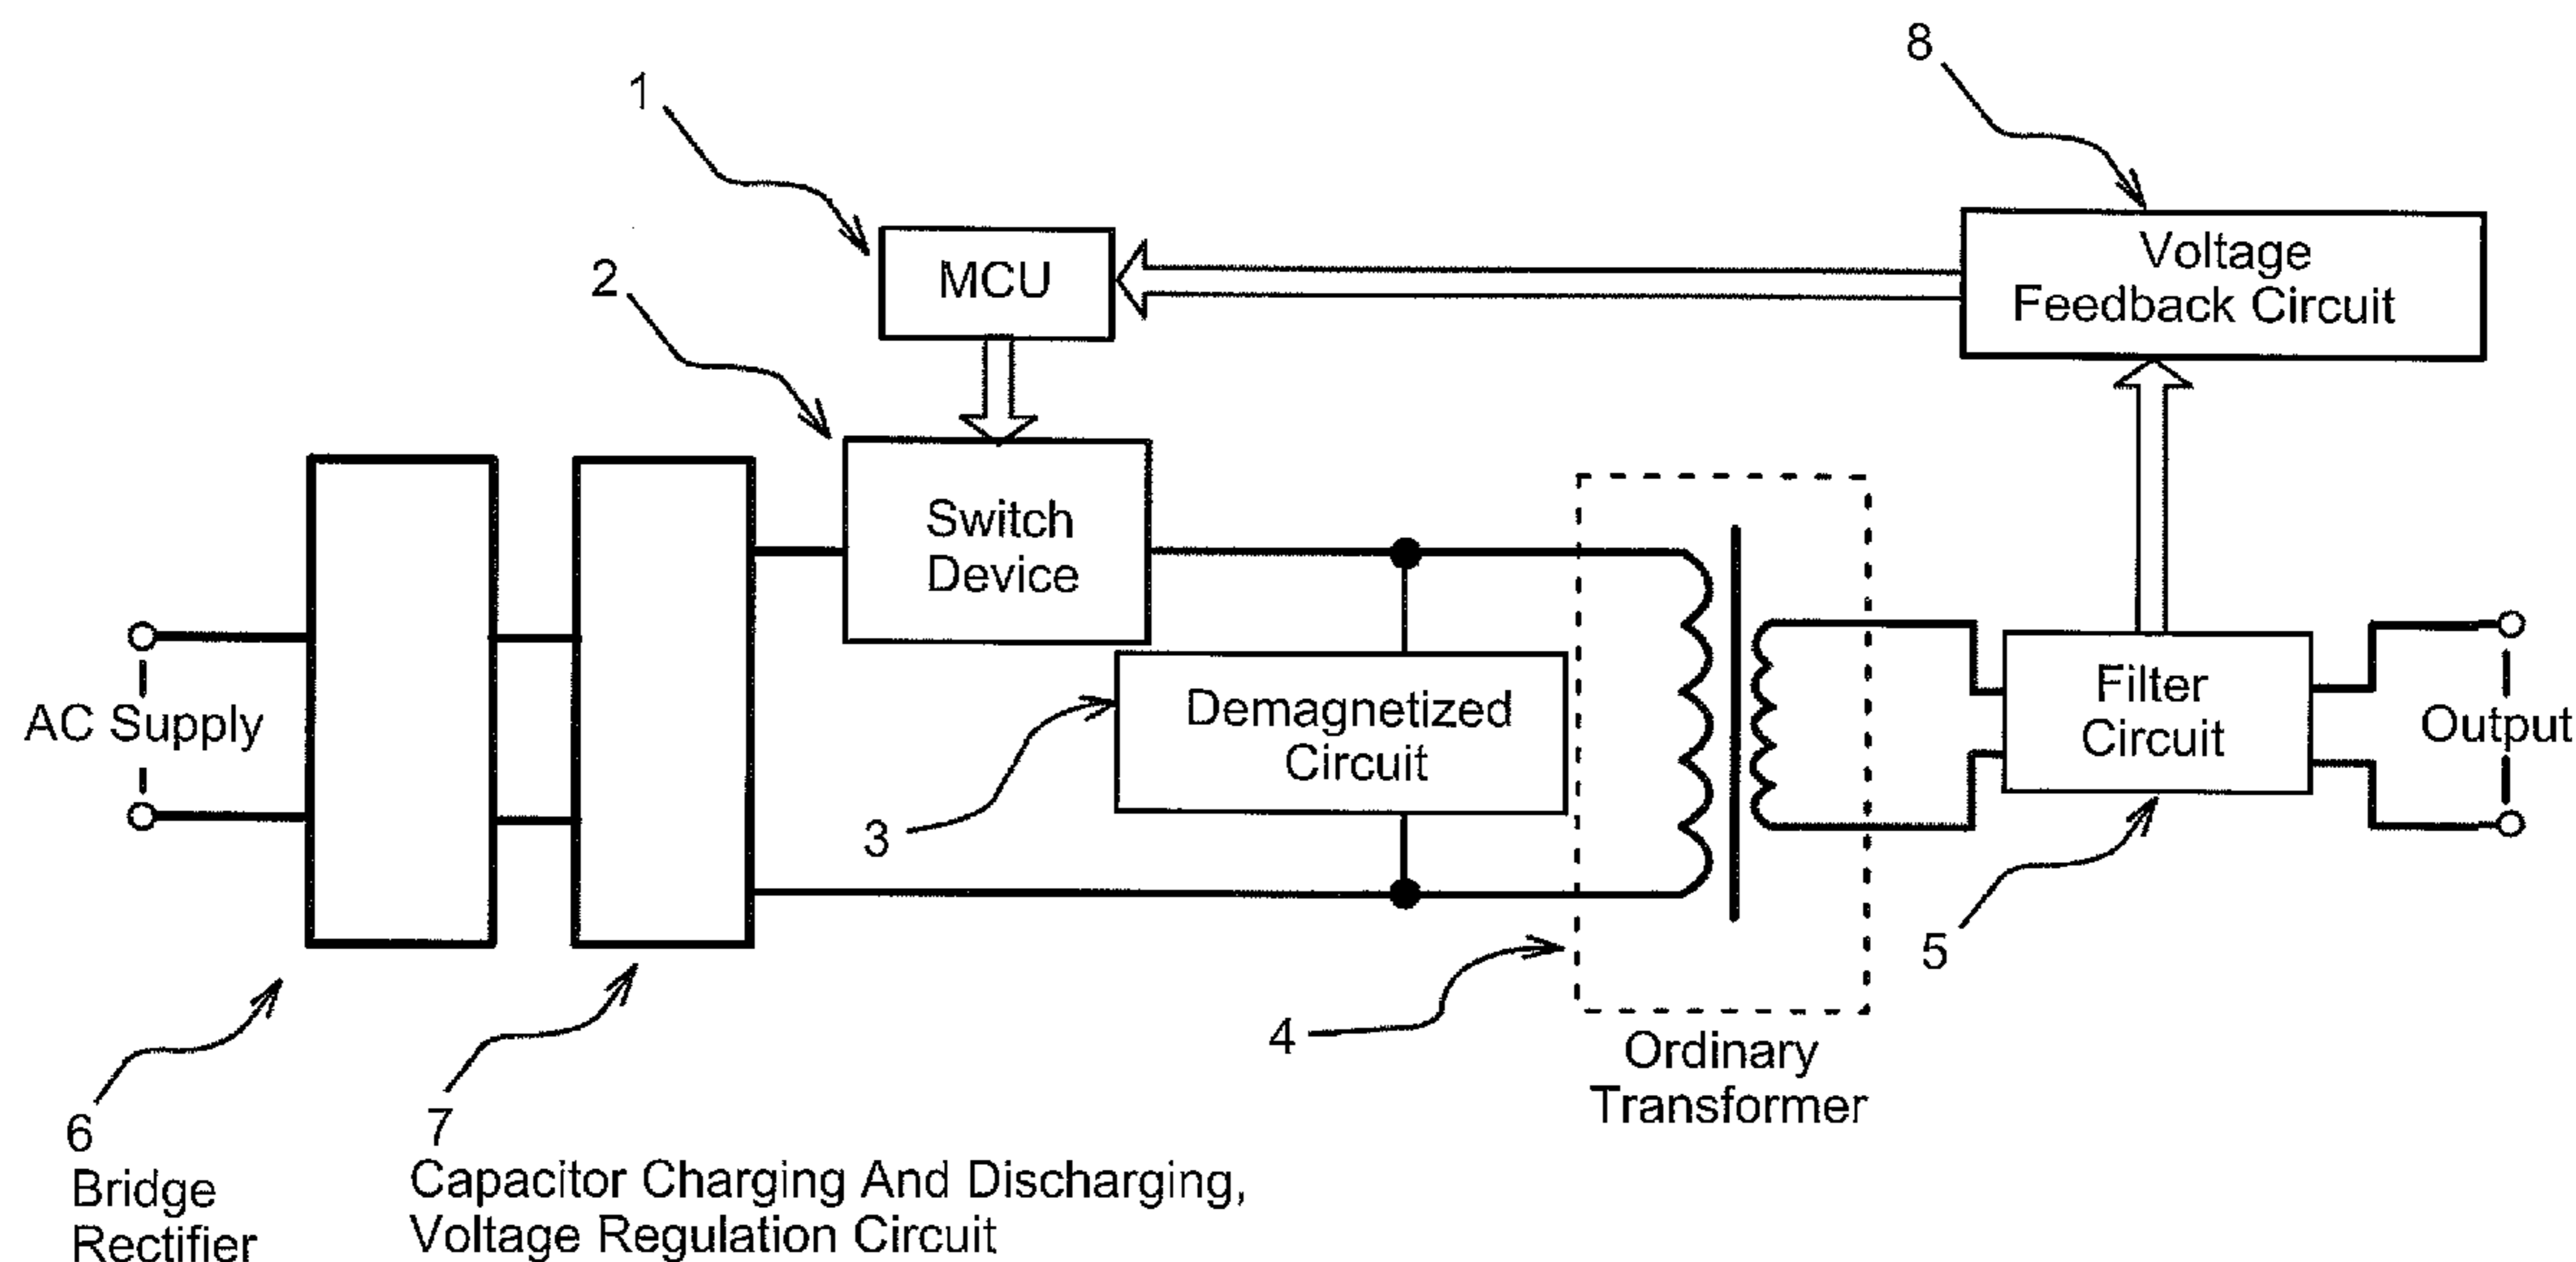 8
1
MCU
Voltage
Feedback Circuit
2
Switch
Device
AC Supply
Demagnetized
Circuit
3
Filter
Circuit
Output
5
4
Ordinary
Transformer
6
Bridge
Rectifier
7
Capacitor Charging And Discharging,
Voltage Regulation Circuit